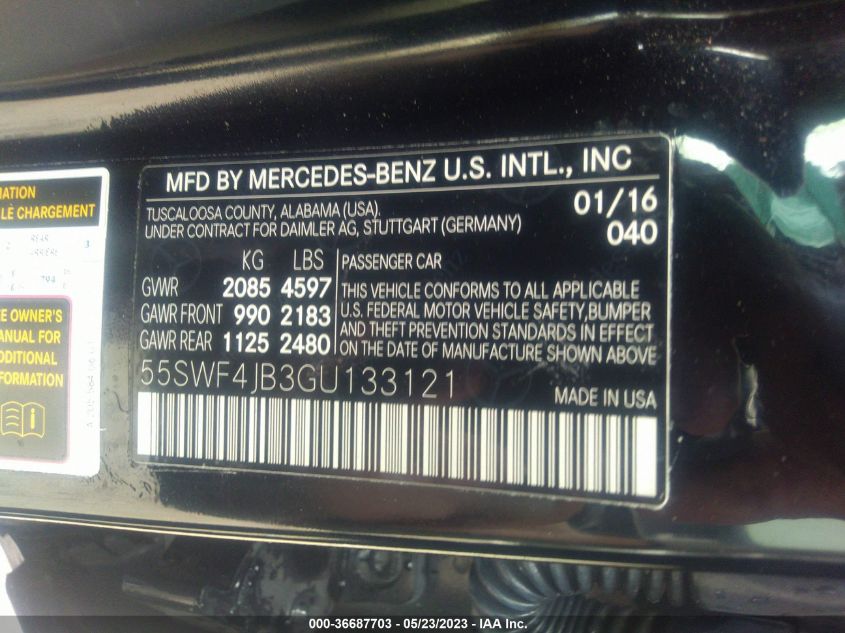 MATION
LE CHARGEMENT
REAR
ARRIERE
3
E OWNER'S
ANUAL FOR
DDITIONAL
FORMATION
MFD BY MERCEDES-BENZ U.S. INTL., INC
TUSCALOOSA COUNTY, ALABAMA (USA).
UNDER CONTRACT FOR DAIMLER AG, STUTTGART (GERMANY)
01/16
040
KG LBS
GVWR 2085 4597
GAWR FRONT 990 2183
GAWR REAR 1125 2480
PASSENGER CAR
THIS VEHICLE CONFORMS TO ALL APPLICABLE
U.S. FEDERAL MOTOR VEHICLE SAFETY,BUMPER
AND THEFT PREVENTION STANDARDS IN EFFECT
ON THE DATE OF MANUFACTURE SHOWN ABOVE
55SWF4JB3GU133121
MADE IN USA
000-36687703 - 05/23/2023 - IAA Inc.